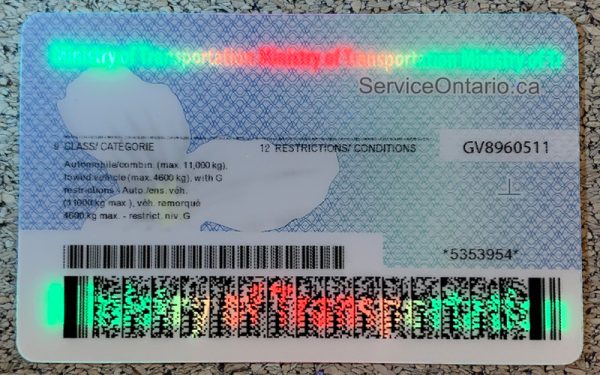 Ministry of Transportation Ministry of Transportation Ministry of Tr
ServiceOntario.ca
9 CLASS/ CATÉGORIE
12 RESTRICTIONS/ CONDITIONS
GV8960511
Automobile/combin. (max. 11,000 kg),
towed vehicle (max. 4600 kg), with G
restrictions - Auto./ens. véh.
(11000 kg max.), véh. remorqué
4600 kg max. - restrict. niv. G
*5353954*
of Transports